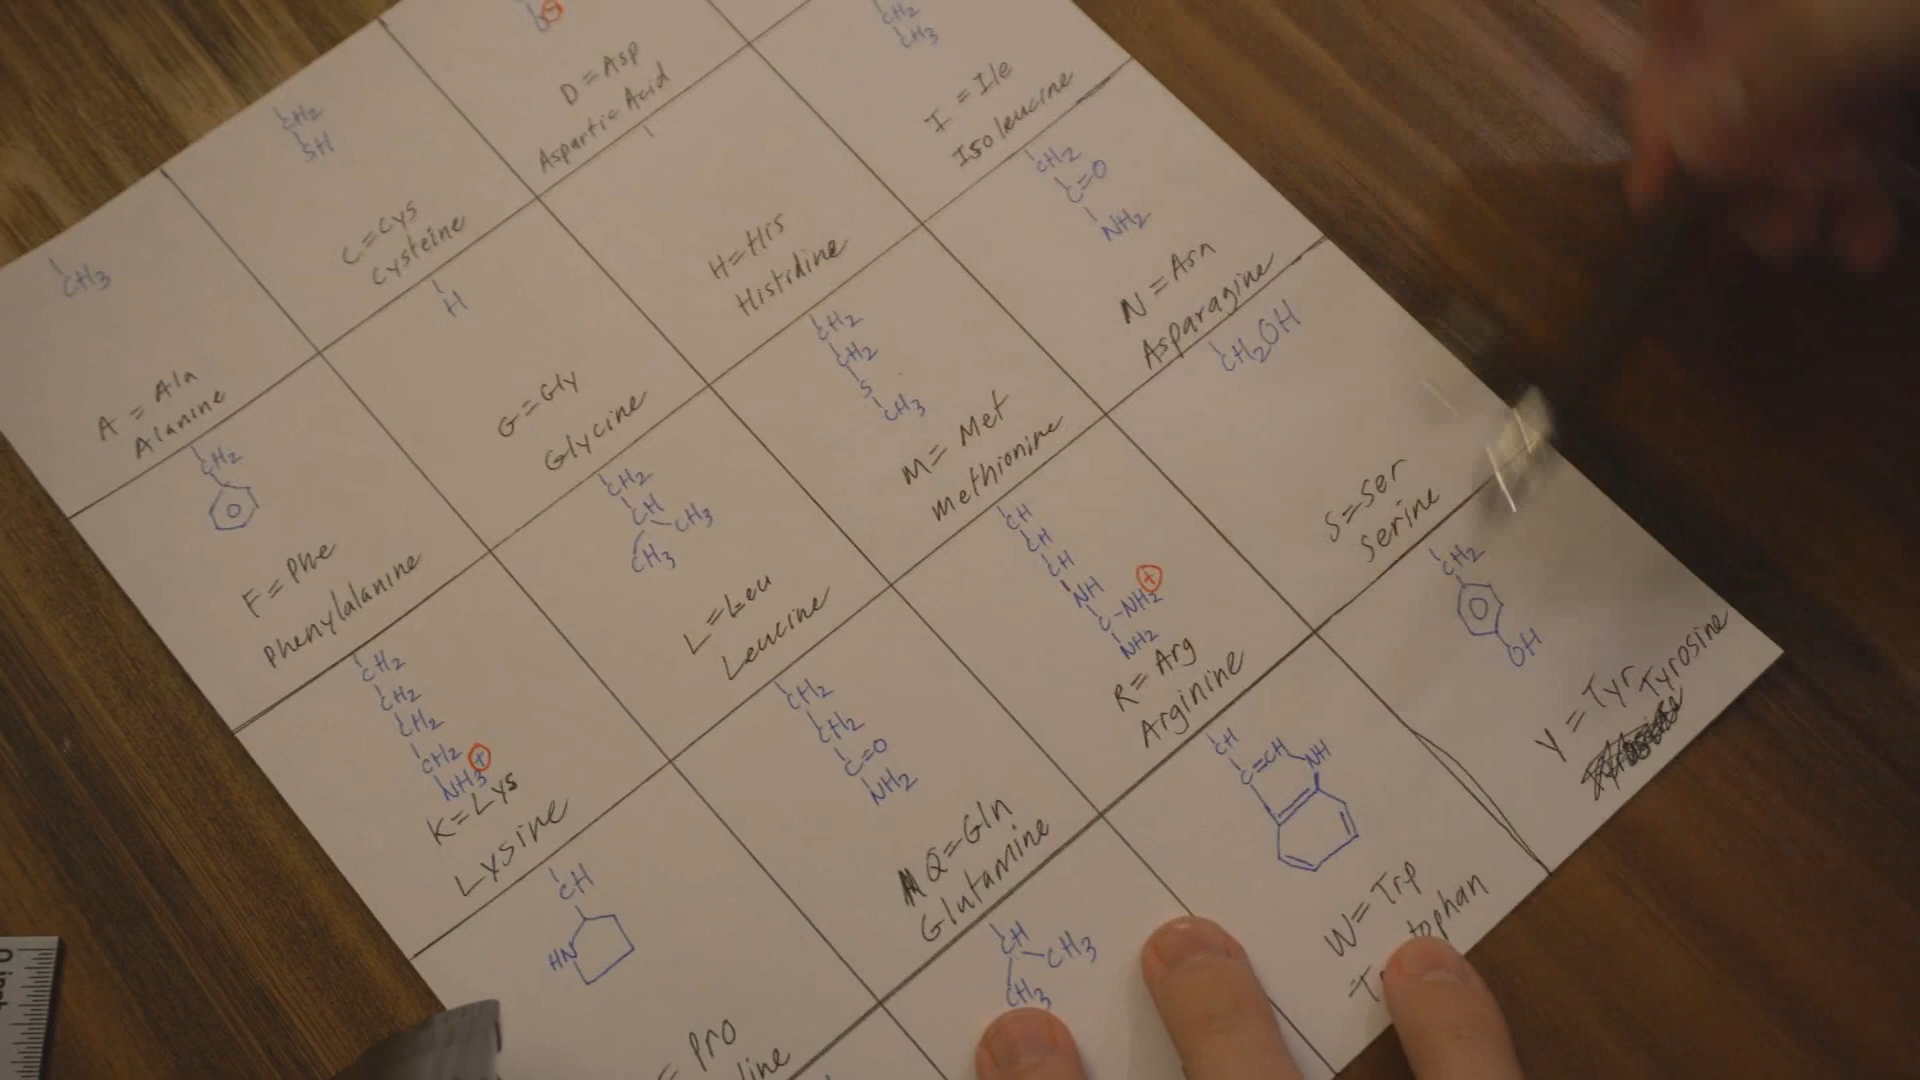 D = Asp
Aspartic Acid
CH2
CH3
I = Ile
Isoleucine
CH2
SH
C = Cys
Cysteine
H = His
Histidine
CH2
C=O
NH2
N = Asn
Asparagine
CH3
A = Ala
Alanine
H
G = Gly
Glycine
CH2
CH2
S
CH3
M = Met
Methionine
CH2OH
S = Ser
Serine
CH2
F = Phe
Phenylalanine
CH2
CH
CH3
CH3
L = Leu
Leucine
CH
CH
CH
NH
C-NH2 +
NH2
R = Arg
Arginine
CH2
OH
Y = Tyr
Tyrosine
CH2
CH2
CH2
CH2
NH3 +
K = Lys
Lysine
CH2
CH2
C=O
NH2
Q = Gln
Glutamine
CH
C=CH
NH
W = Trp
CH
HN
= Pro
CH
CH3
CH3